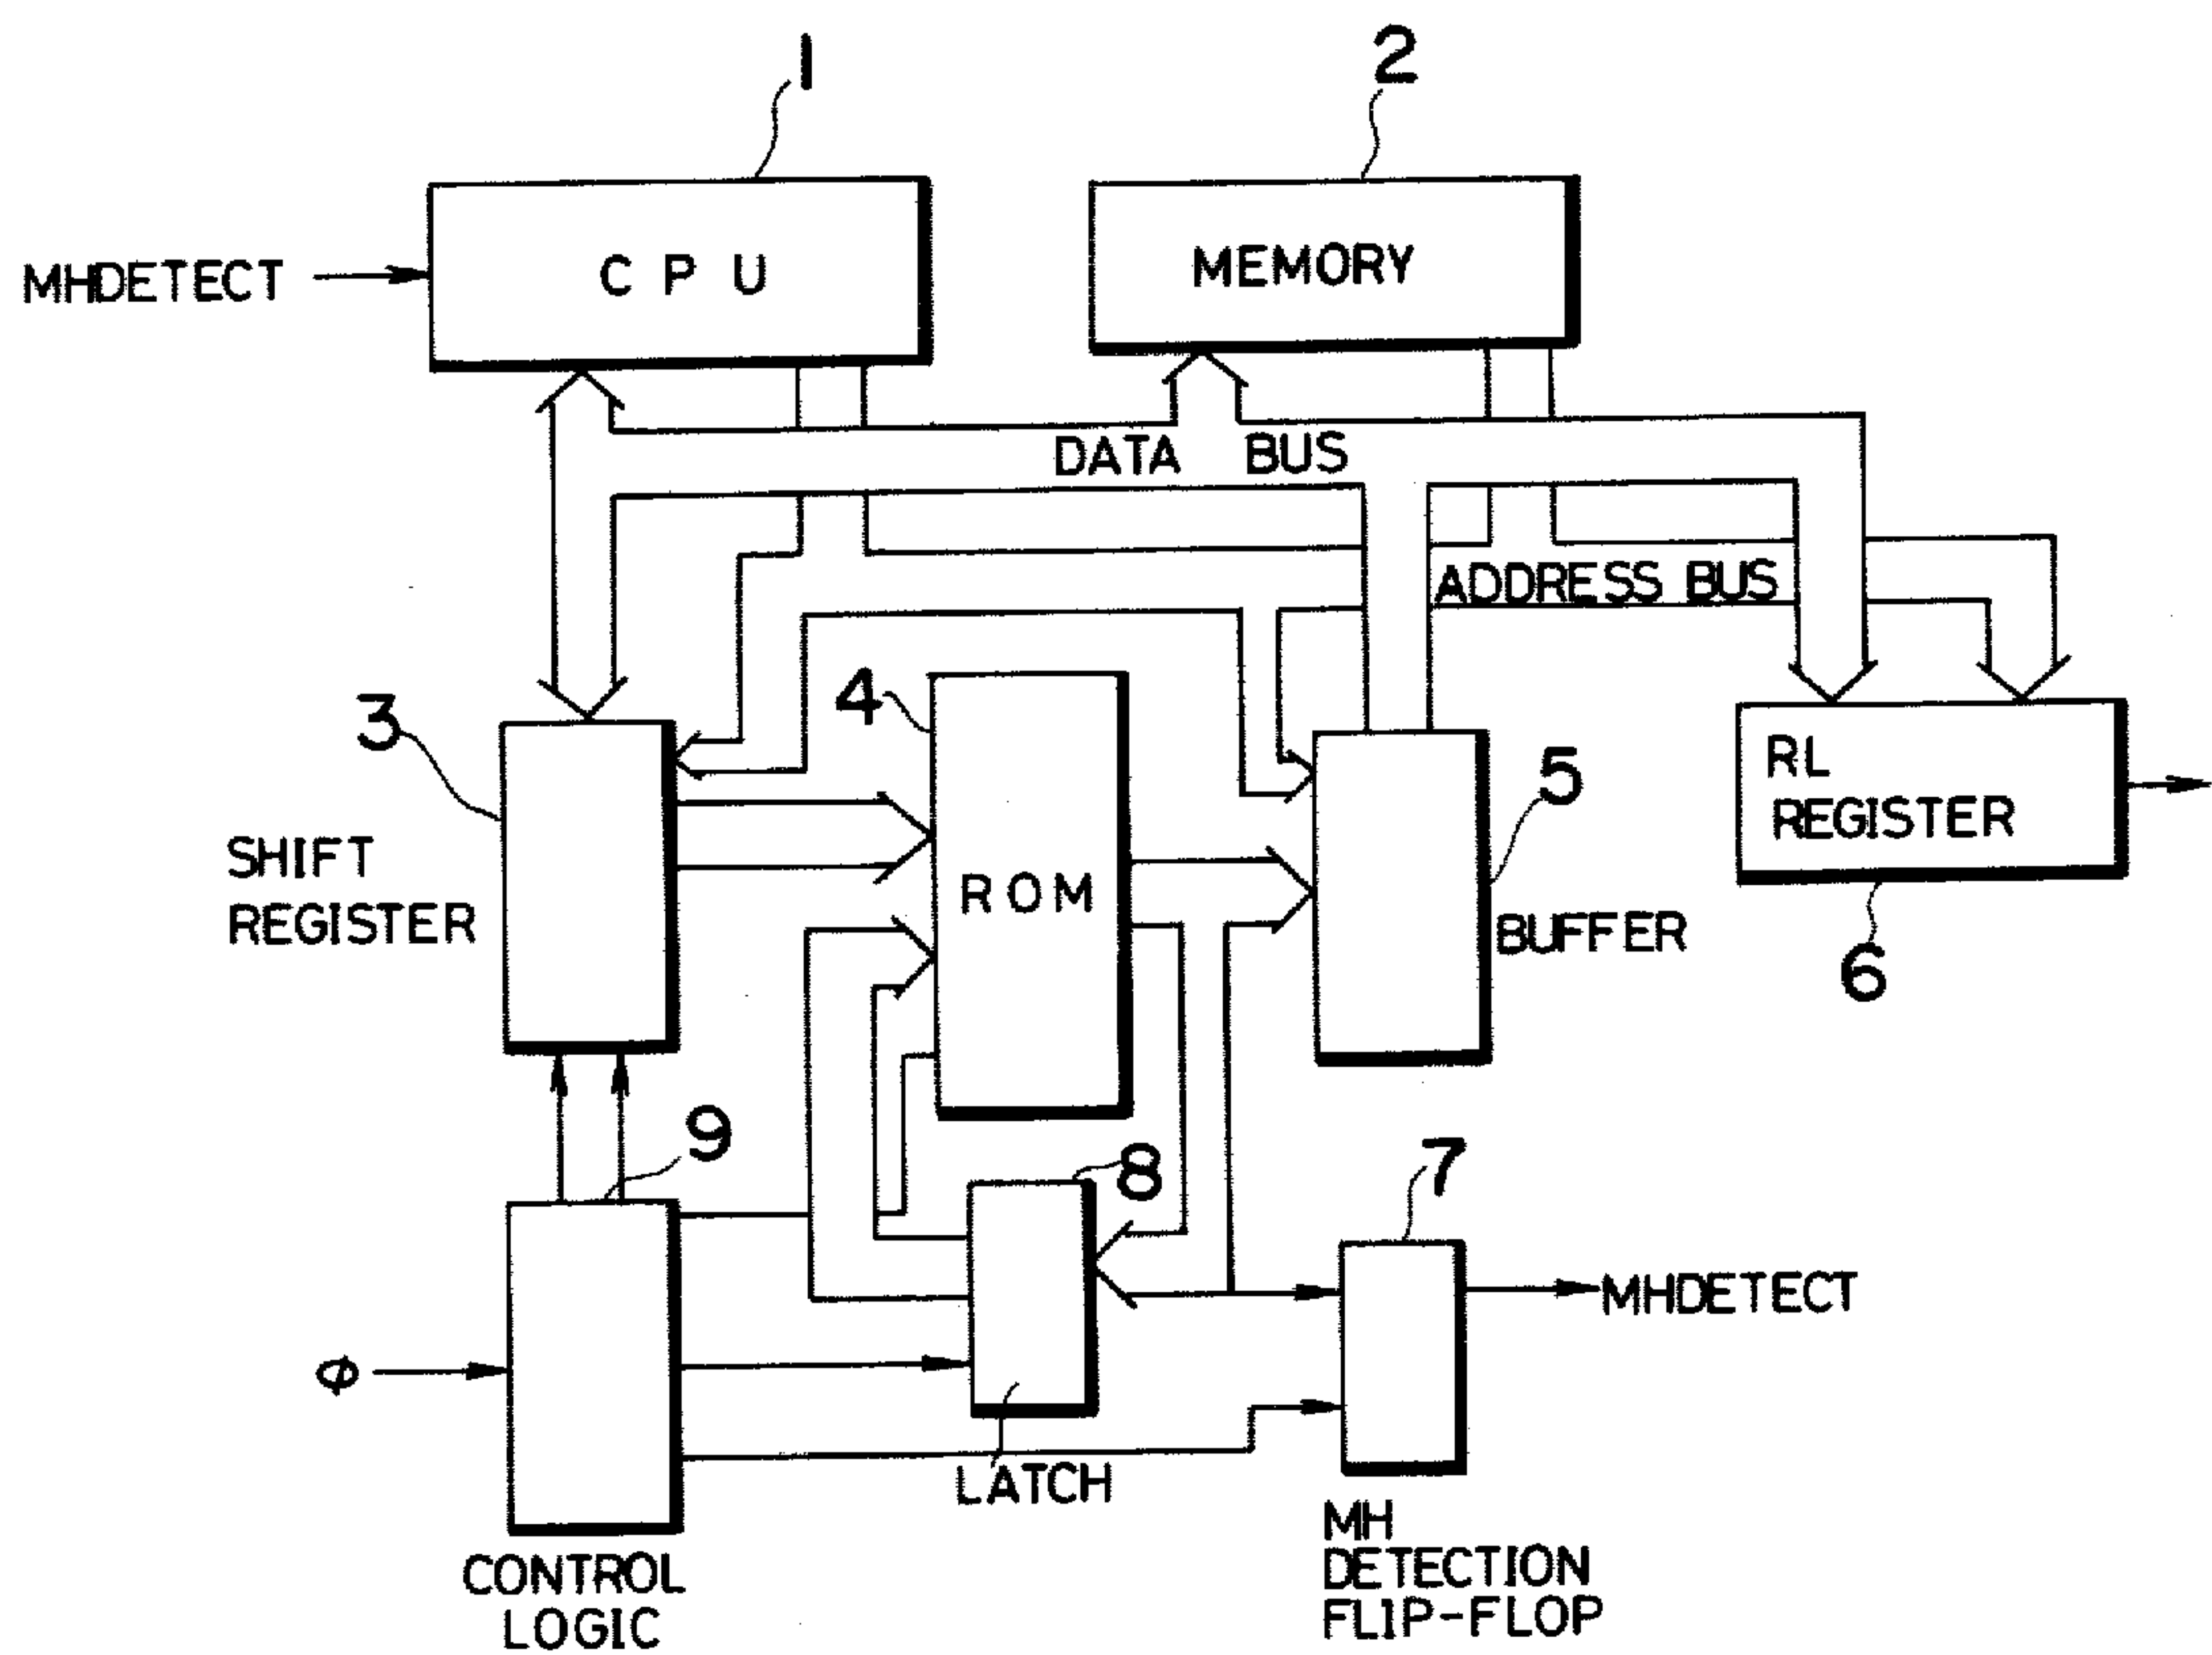 1
2
MHDETECT
C P U
MEMORY
DATA BUS
ADDRESS BUS
3
4
5
RL
REGISTER
SHIFT
REGISTER
ROM
BUFFER
6
9
8
7
MHDETECT
Φ
LATCH
CONTROL
LOGIC
MH
DETECTION
FLIP-FLOP